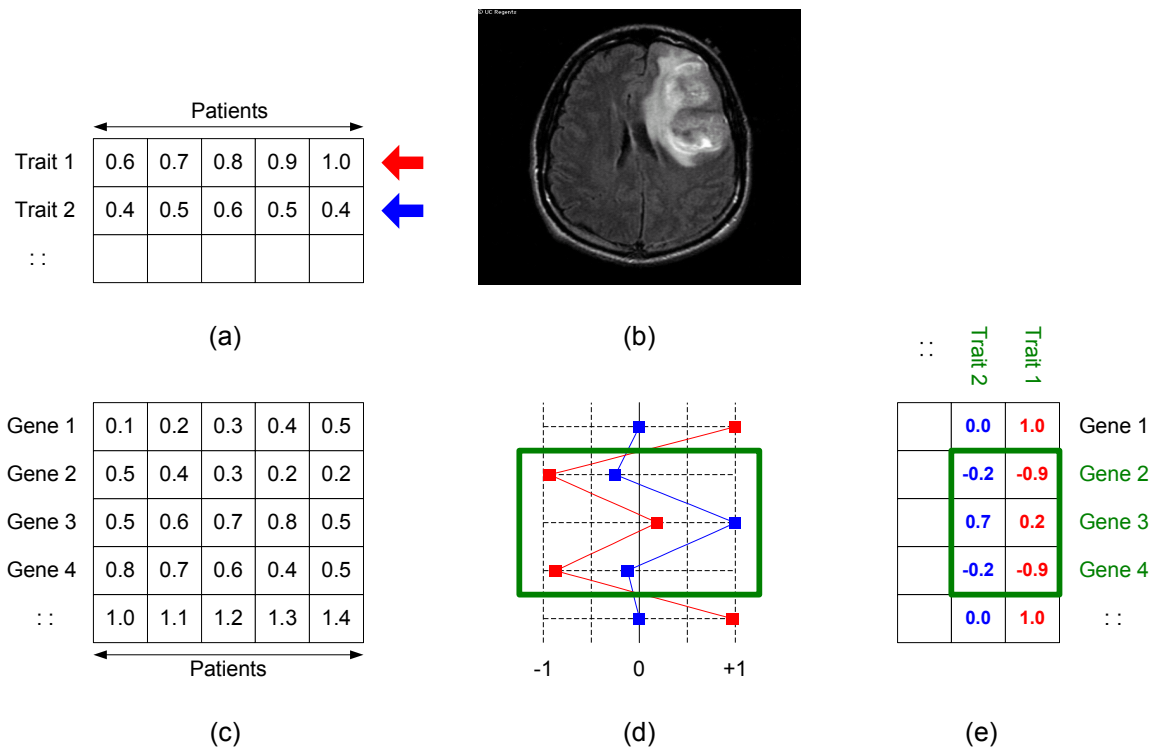 © UC Regents
Patients
Trait 1 0.6 0.7 0.8 0.9 1.0
Trait 2 0.4 0.5 0.6 0.5 0.4
: :
(a)
(b)
Gene 1 0.1 0.2 0.3 0.4 0.5
Gene 2 0.5 0.4 0.3 0.2 0.2
Gene 3 0.5 0.6 0.7 0.8 0.5
Gene 4 0.8 0.7 0.6 0.4 0.5
: : 1.0 1.1 1.2 1.3 1.4
Patients
(c)
-1 0 +1
(d)
: : Trait 2 Trait 1
0.0 1.0 Gene 1
-0.2 -0.9 Gene 2
0.7 0.2 Gene 3
-0.2 -0.9 Gene 4
0.0 1.0 : :
(e)